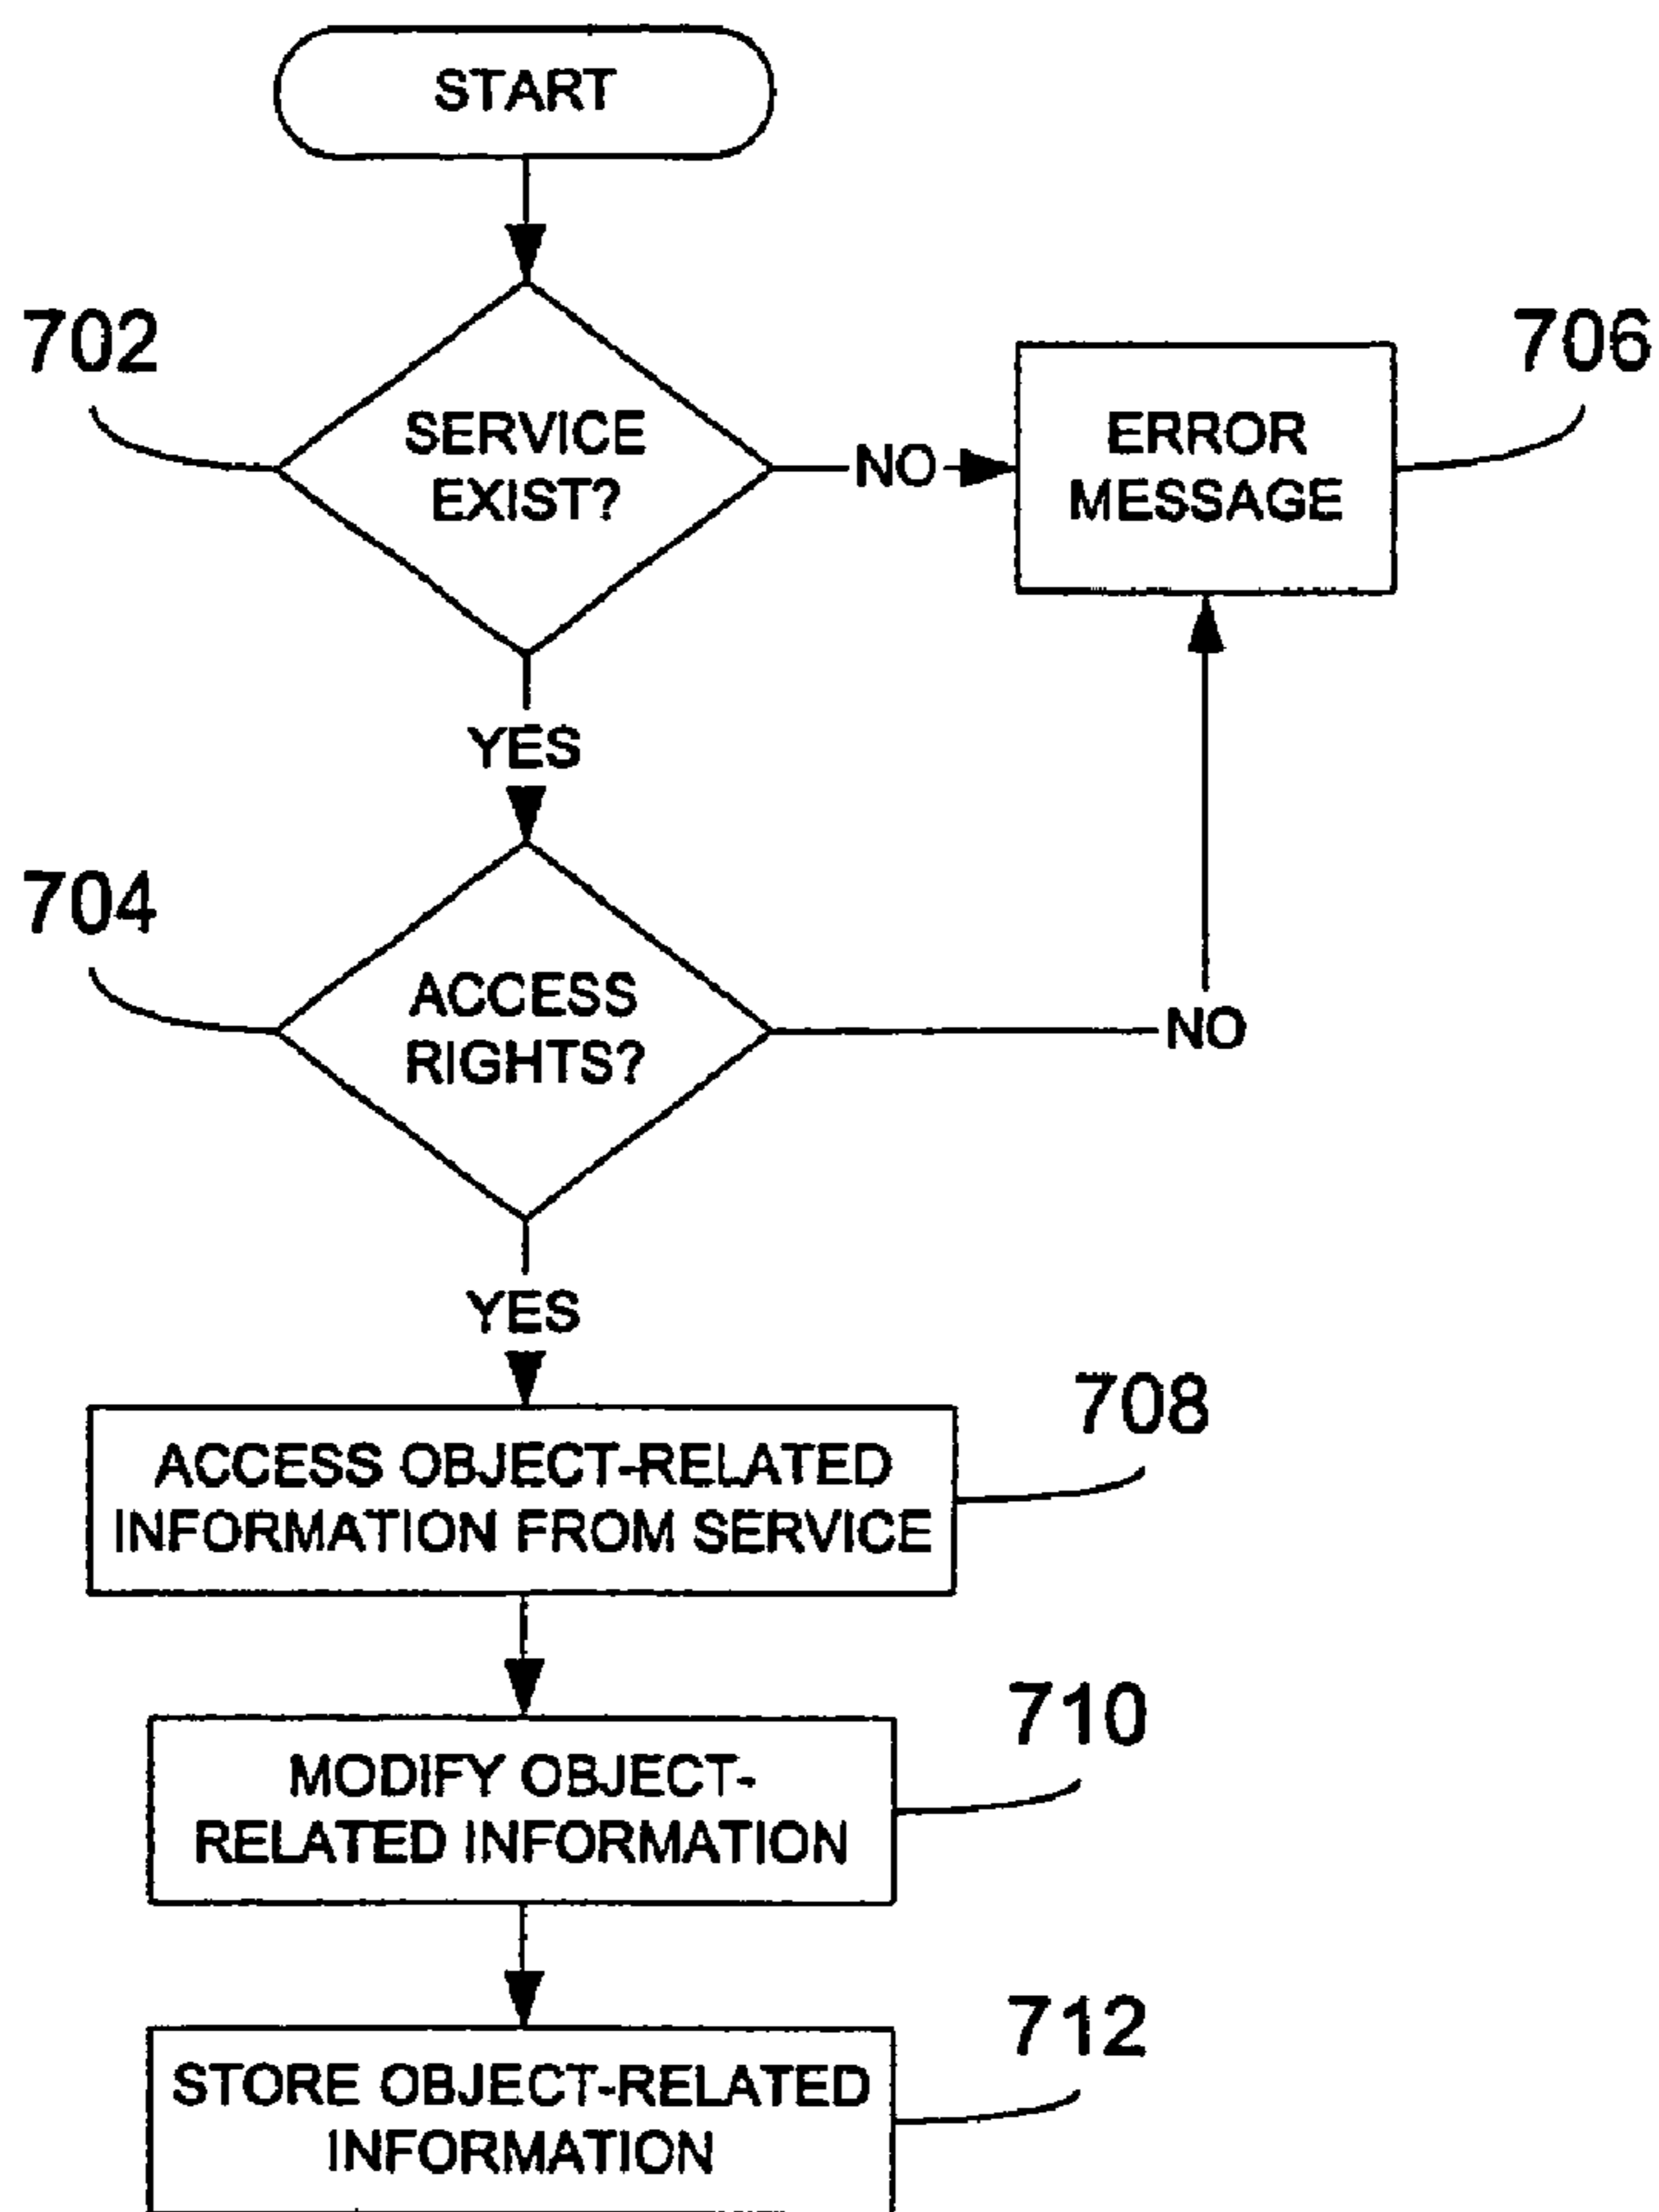 START
702
SERVICE
EXIST?
NO
ERROR
MESSAGE
706
YES
704
ACCESS
RIGHTS?
NO
YES
708
ACCESS OBJECT-RELATED
INFORMATION FROM SERVICE
710
MODIFY OBJECT-
RELATED INFORMATION
712
STORE OBJECT-RELATED
INFORMATION